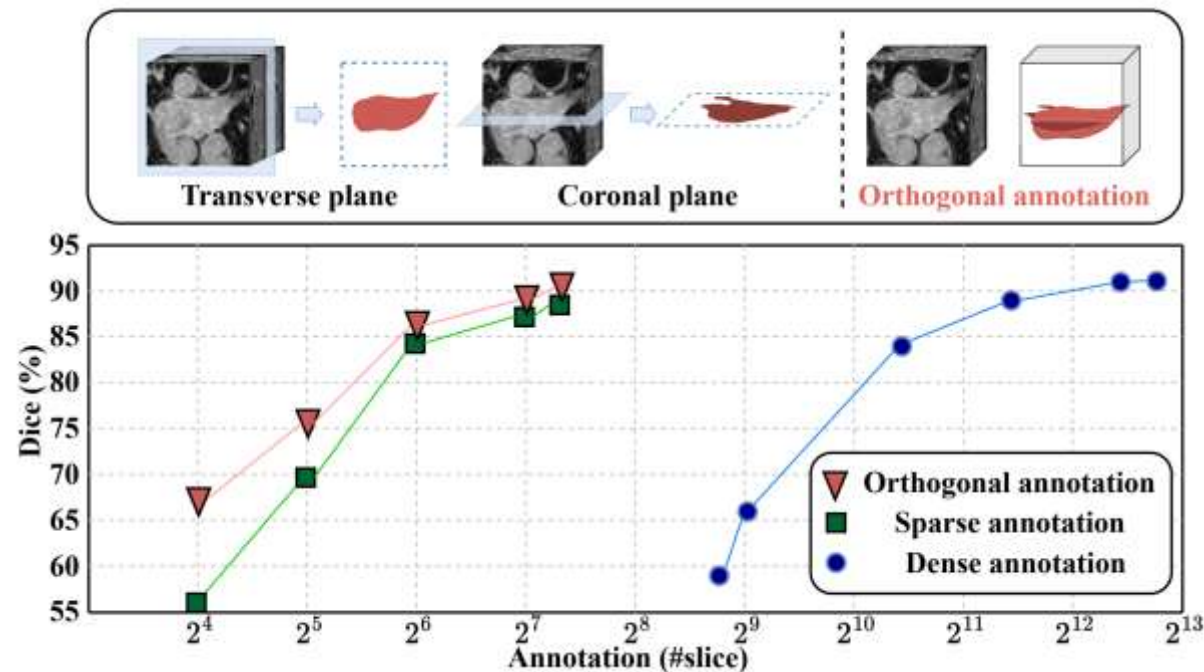 Transverse plane
Coronal plane
Orthogonal annotation
95
90
85
80
75
70
65
60
55
Dice (%)
Orthogonal annotation
Sparse annotation
Dense annotation
2^4 2^5 2^6 2^7 2^8 2^9 2^10 2^11 2^12 2^13
Annotation (#slice)